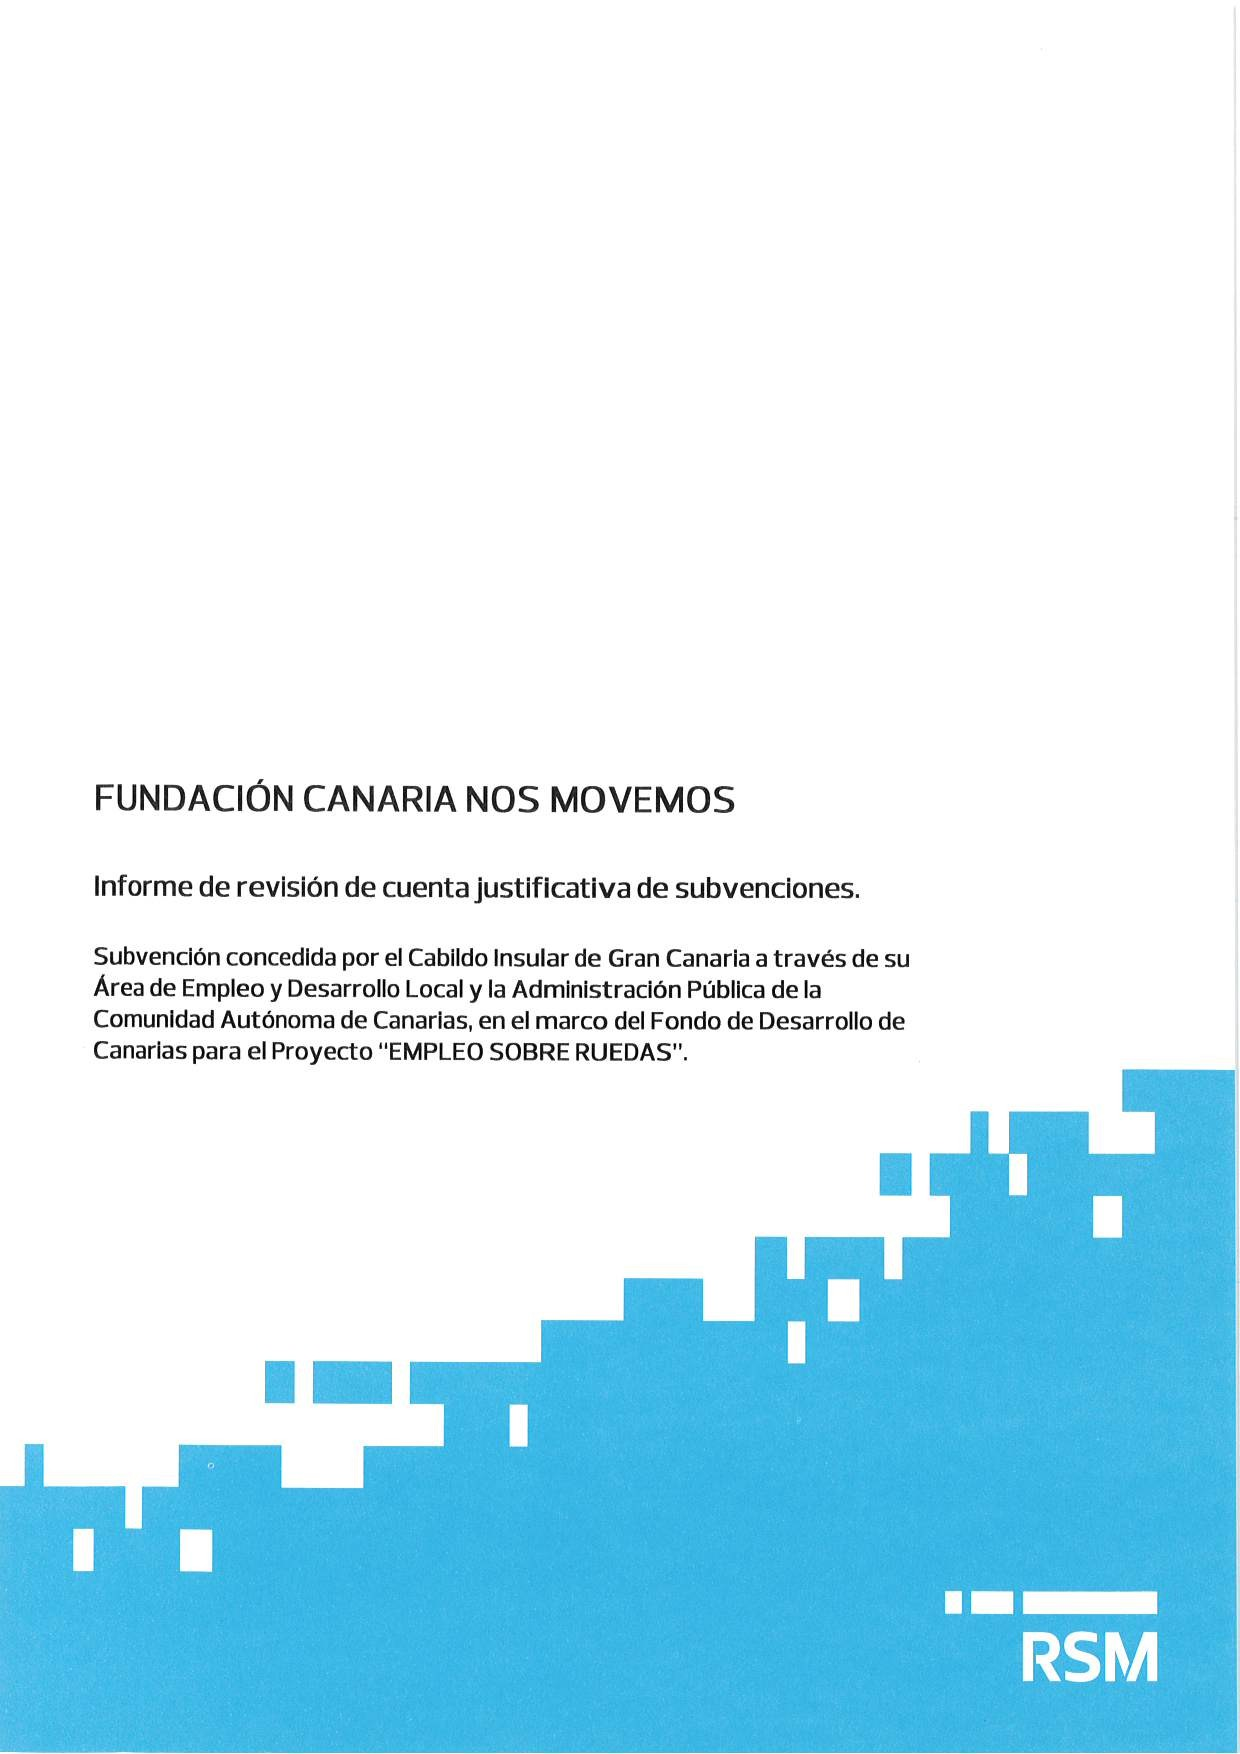 FUNDACIÓN CANARIA NOS MOVEMOS
Informe de revisión de cuenta justificativa de subvenciones.
Subvención concedida por el Cabildo Insular de Gran Canaria a través de su
Área de Empleo y Desarrollo Local y la Administración Pública de la
Comunidad Autónoma de Canarias, en el marco del Fondo de Desarrollo de
Canarias para el Proyecto “EMPLEO SOBRE RUEDAS”.
RSM